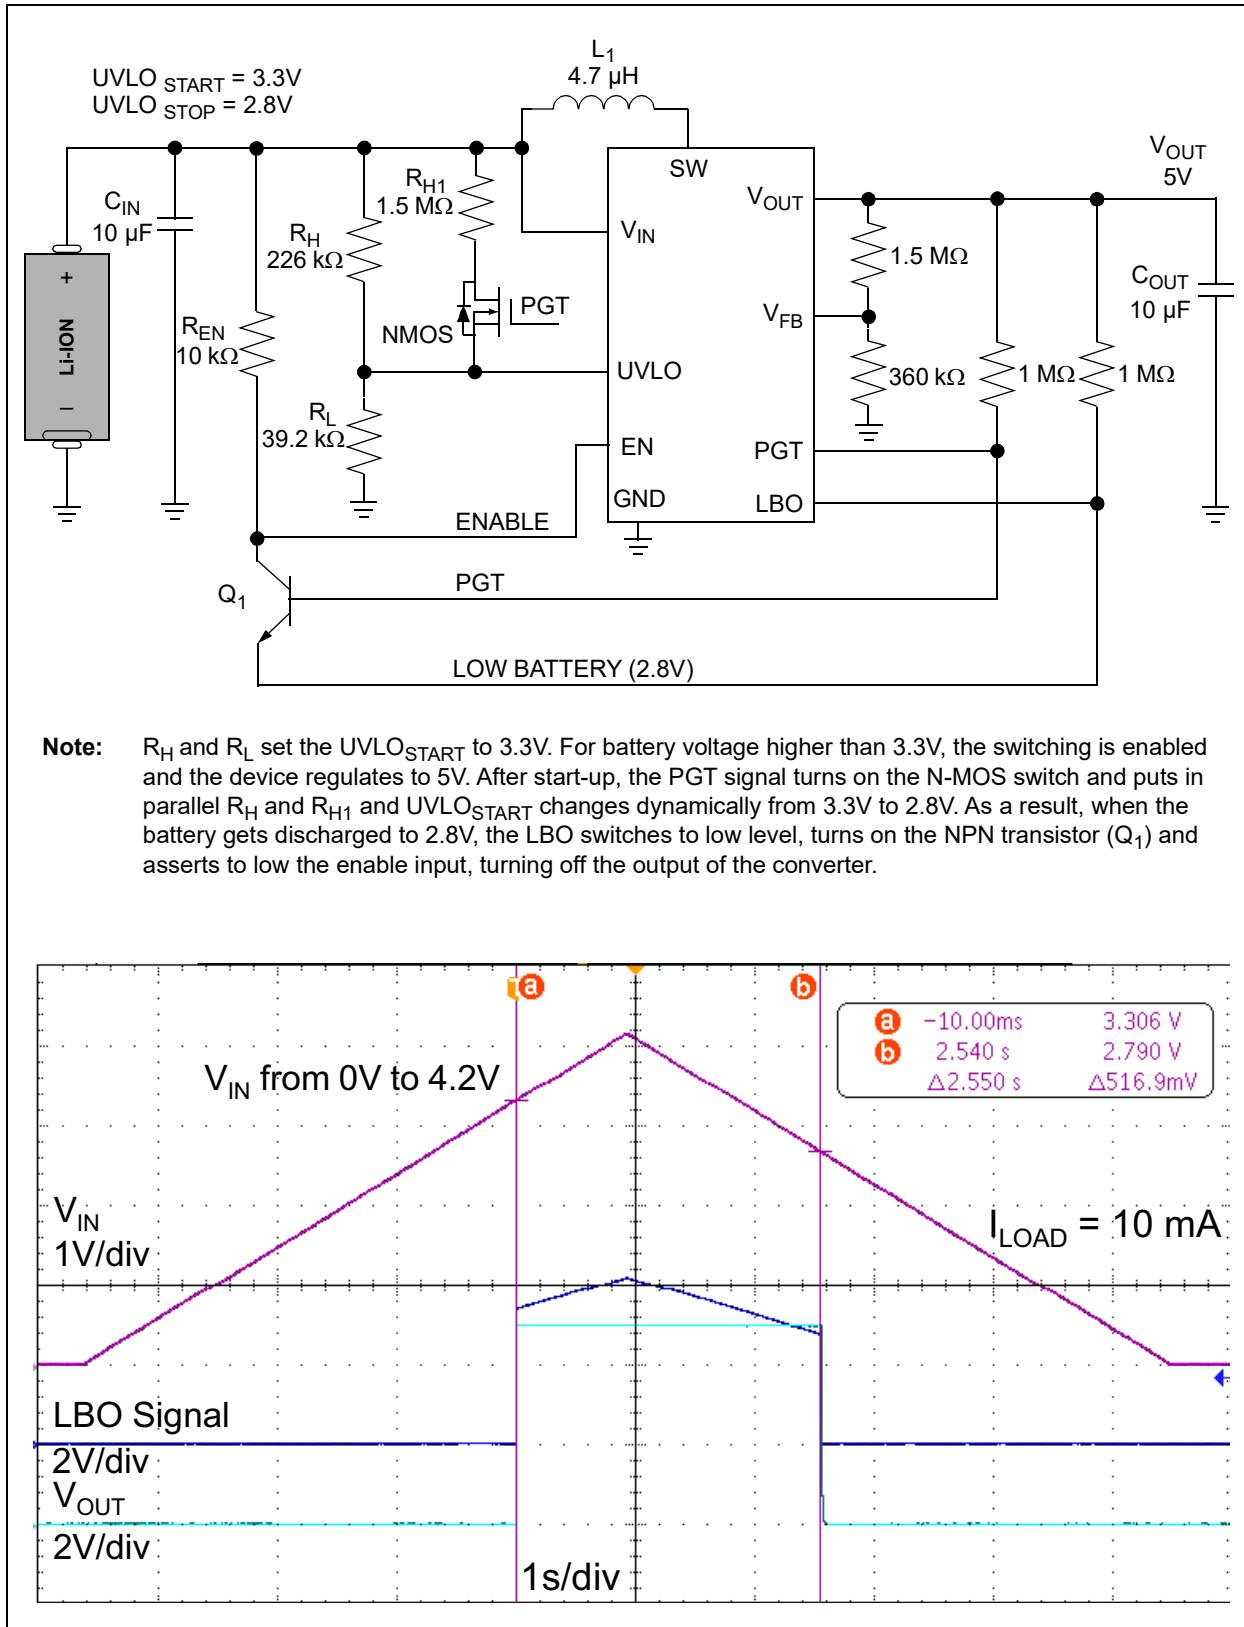 UVLO START = 3.3V
UVLO STOP = 2.8V
L1
4.7 µH
CIN
10 µF
RH1
1.5 MΩ
RH
226 kΩ
REN
10 kΩ
RL
39.2 kΩ
NMOS
PGT
+
Li-ION
–
SW
VIN
UVLO
EN
GND
VOUT
VFB
PGT
LBO
VOUT
5V
1.5 MΩ
360 kΩ
1 MΩ
1 MΩ
COUT
10 µF
ENABLE
Q1
PGT
LOW BATTERY (2.8V)
Note: RH and RL set the UVLOSTART to 3.3V. For battery voltage higher than 3.3V, the switching is enabled
and the device regulates to 5V. After start-up, the PGT signal turns on the N-MOS switch and puts in
parallel RH and RH1 and UVLOSTART changes dynamically from 3.3V to 2.8V. As a result, when the
battery gets discharged to 2.8V, the LBO switches to low level, turns on the NPN transistor (Q1) and
asserts to low the enable input, turning off the output of the converter.
a
b
a −10.00ms 3.306 V
b 2.540 s 2.790 V
Δ2.550 s Δ516.9mV
VIN from 0V to 4.2V
VIN
1V/div
ILOAD = 10 mA
LBO Signal
2V/div
VOUT
2V/div
1s/div